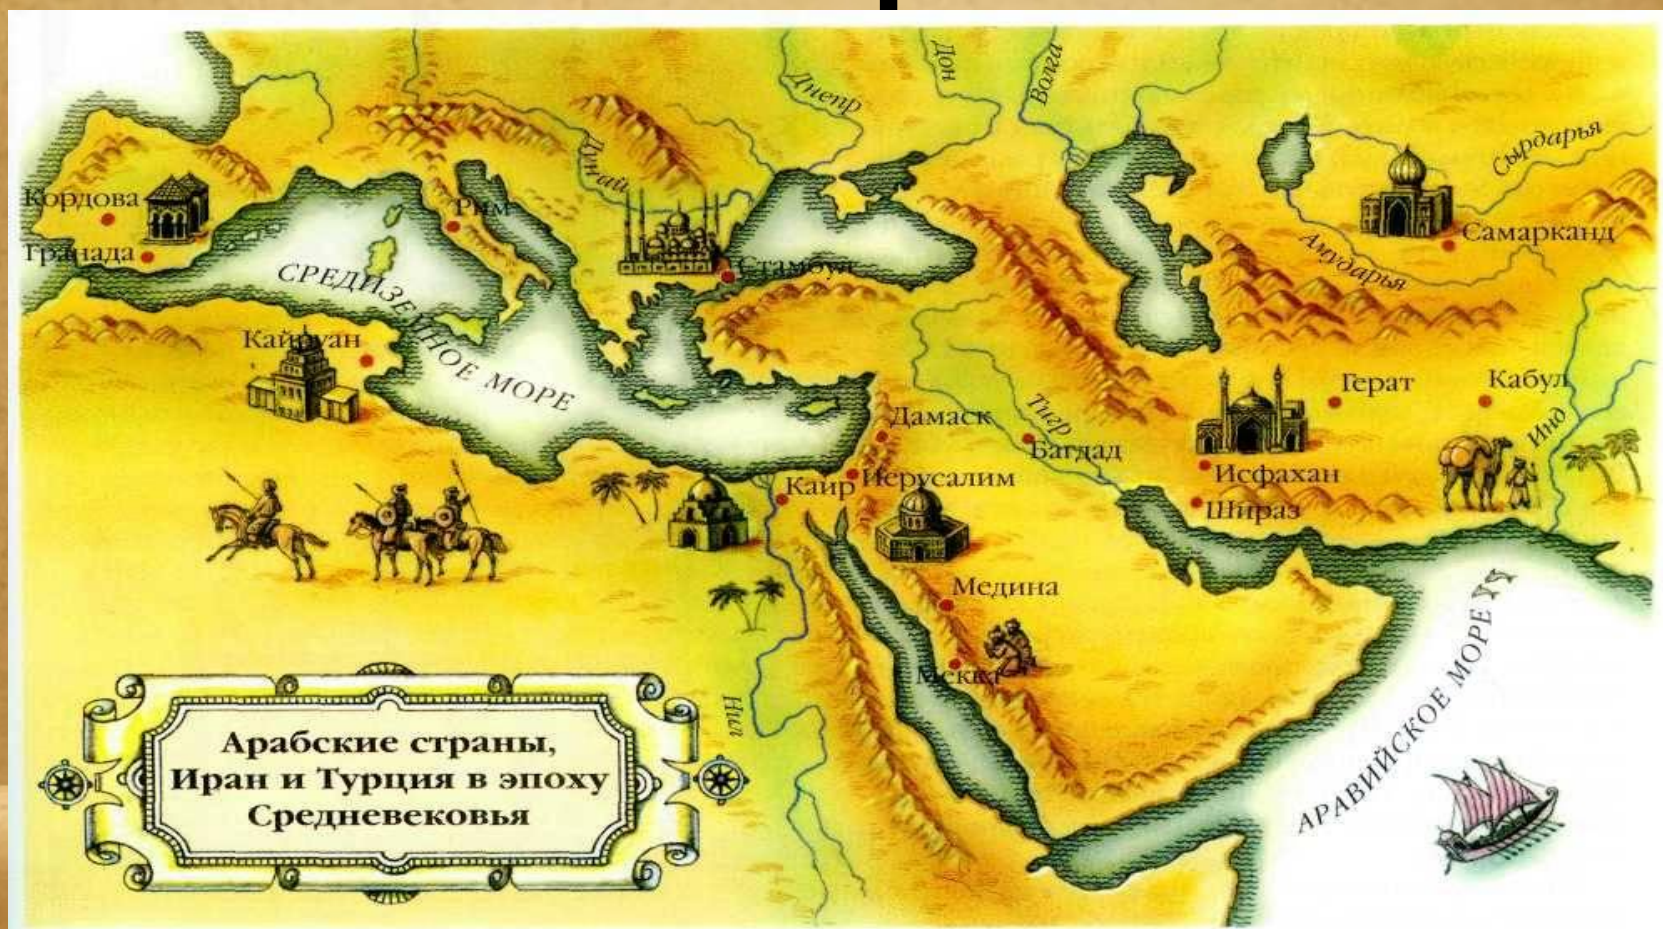 Днепр
Дон
Волга
Дунай
Сырдарья
Кордова
Рим
Гранада
Стамбул
Самарканд
Амударья
СРЕДИЗЕМНОЕ МОРЕ
Кайруан
Герат
Кабул
Дамаск
Тигр
Багдад
Инд
Исфахан
Каир
Иерусалим
Шираз
Медина
Мекка
Нил
АРАВИЙСКОЕ МОРЕ
Арабские страны,
Иран и Турция в эпоху
Средневековья